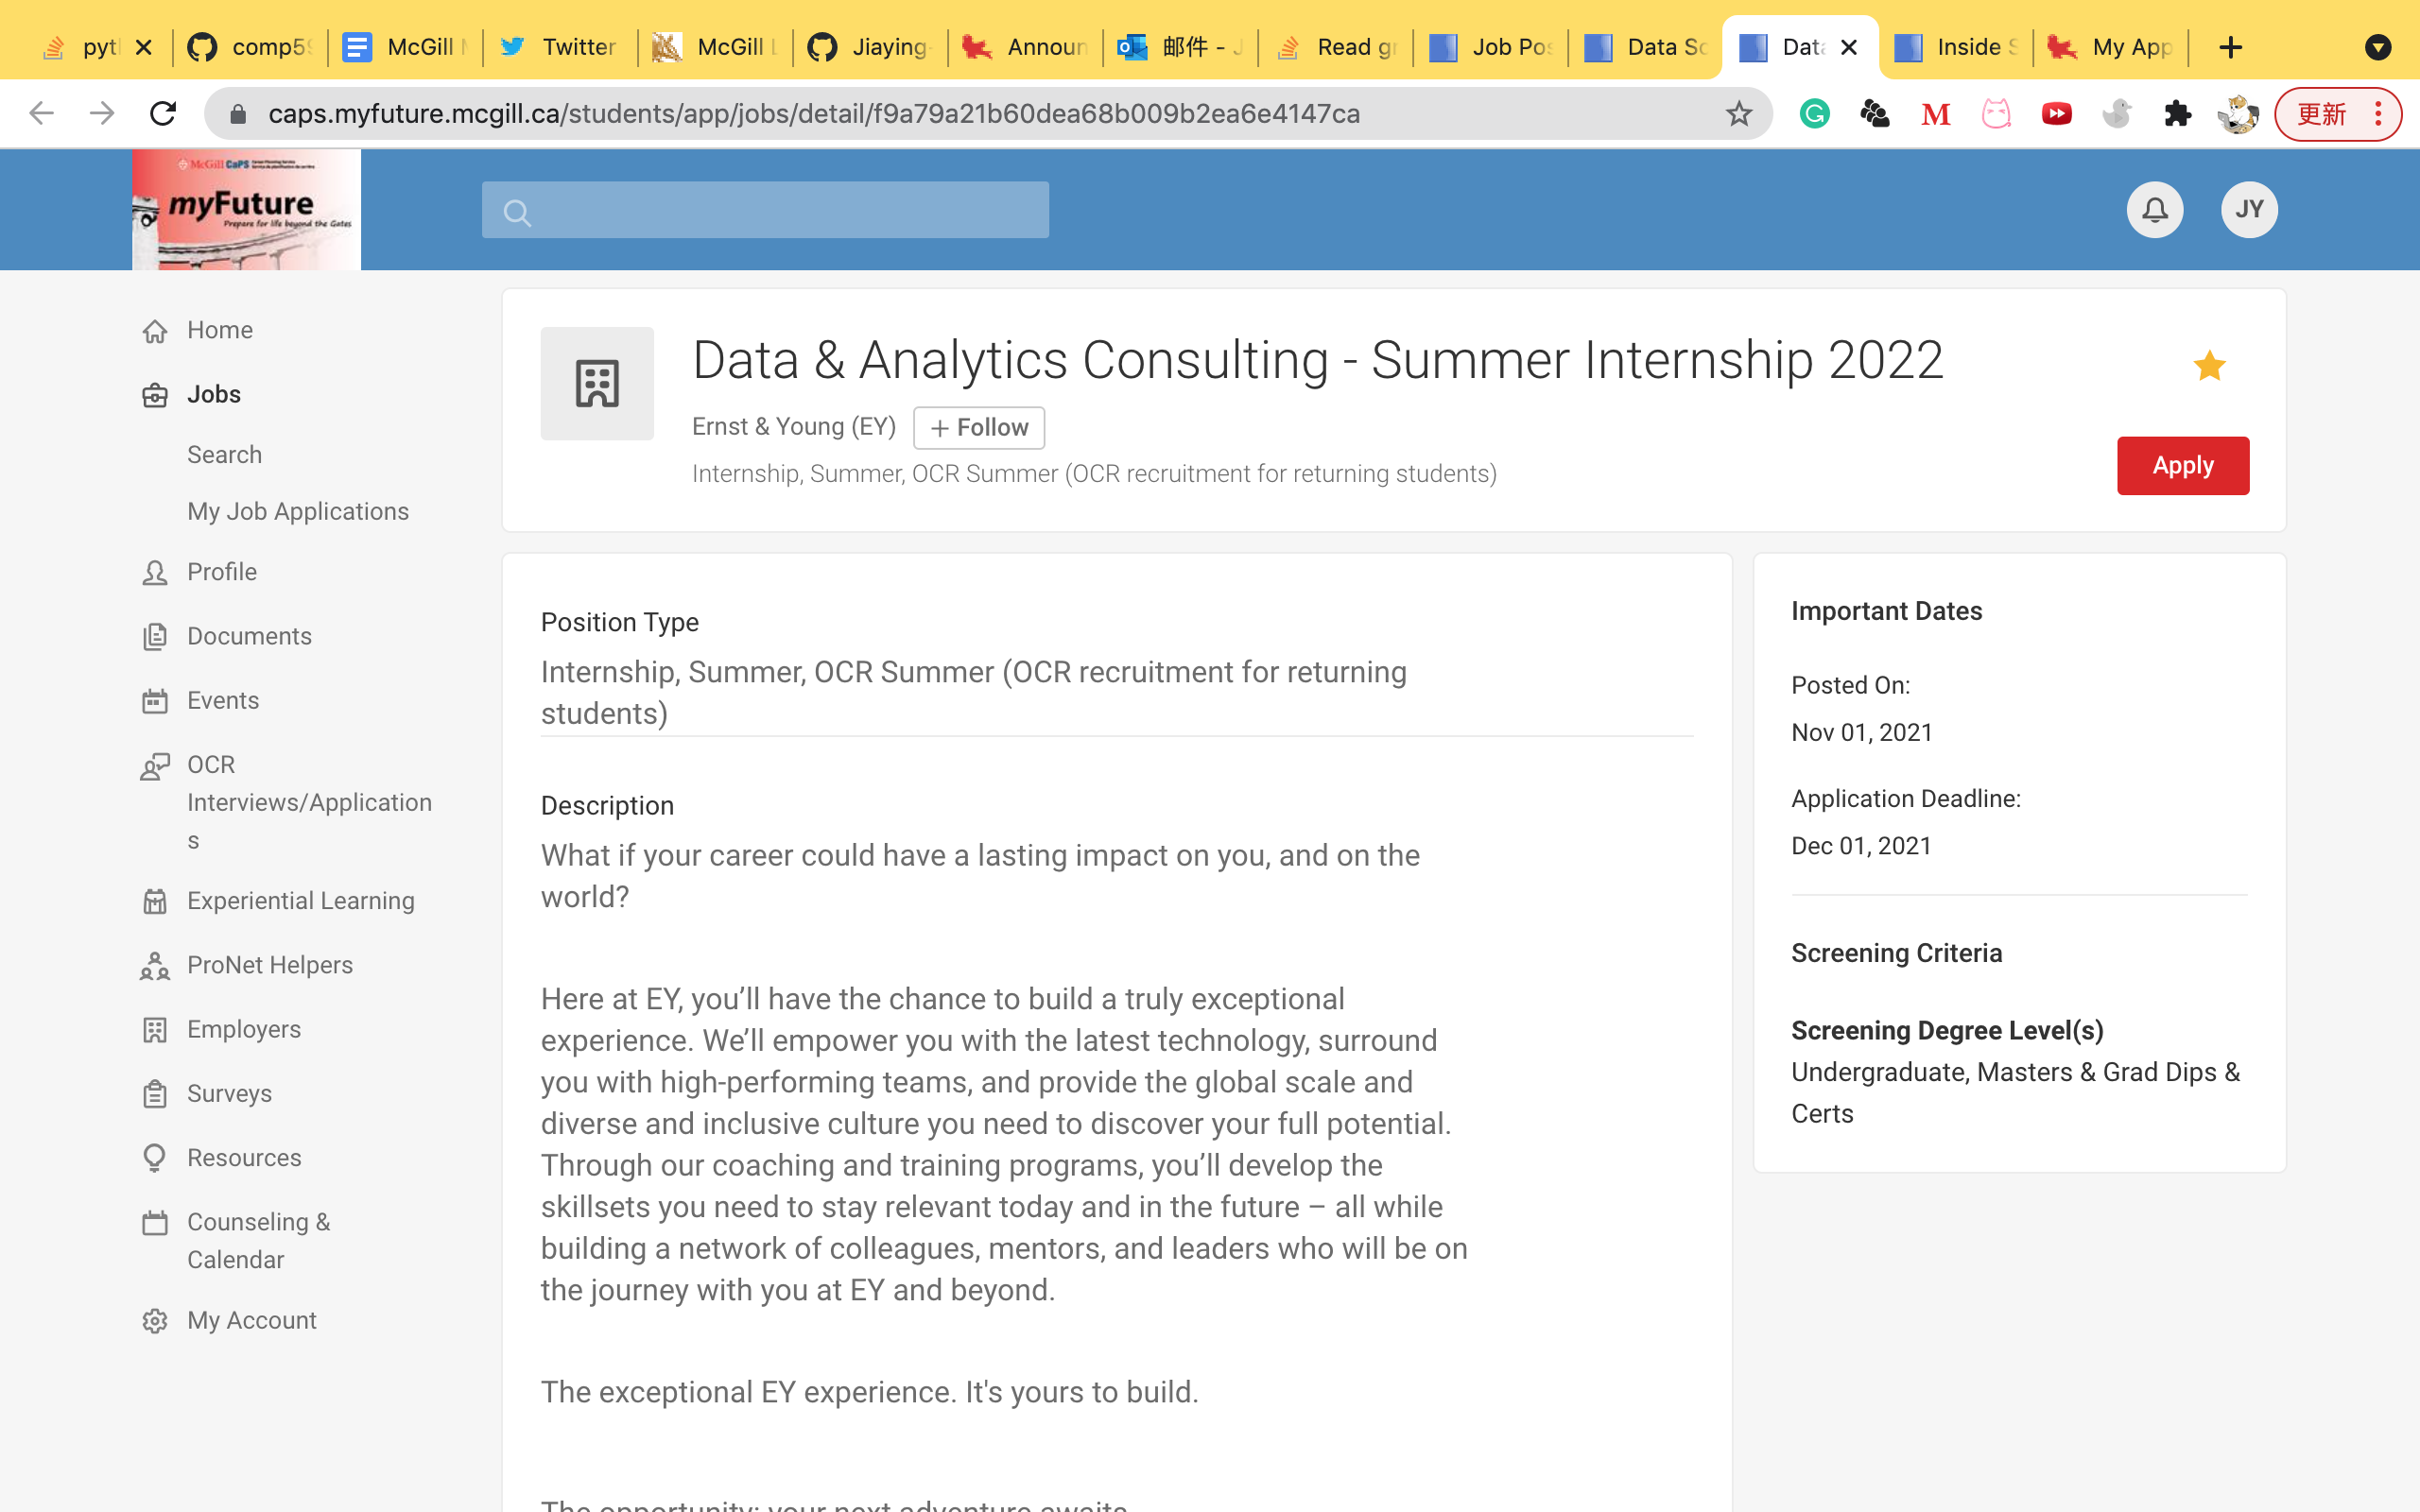 pyt
comp59
McGill
Twitter
McGill L
Jiaying-
Announ
邮件 - J
Read gr
Job Pos
Data Sc
Data
Inside S
My App
caps.myfuture.mcgill.ca/students/app/jobs/detail/f9a79a21b60dea68b009b2ea6e4147ca
更新
McGill CaPS
myFuture
Prepare for life beyond the Gates
JY
Home
Jobs
Search
My Job Applications
Profile
Documents
Events
OCR
Interviews/Application
s
Experiential Learning
ProNet Helpers
Employers
Surveys
Resources
Counseling &
Calendar
My Account
Data & Analytics Consulting - Summer Internship 2022
Ernst & Young (EY) + Follow
Internship, Summer, OCR Summer (OCR recruitment for returning students)
Apply
Position Type
Internship, Summer, OCR Summer (OCR recruitment for returning
students)
Description
What if your career could have a lasting impact on you, and on the
world?
Here at EY, you’ll have the chance to build a truly exceptional
experience. We’ll empower you with the latest technology, surround
you with high-performing teams, and provide the global scale and
diverse and inclusive culture you need to discover your full potential.
Through our coaching and training programs, you’ll develop the
skillsets you need to stay relevant today and in the future – all while
building a network of colleagues, mentors, and leaders who will be on
the journey with you at EY and beyond.
The exceptional EY experience. It's yours to build.
The opportunity: your next adventure awaits
Important Dates
Posted On:
Nov 01, 2021
Application Deadline:
Dec 01, 2021
Screening Criteria
Screening Degree Level(s)
Undergraduate, Masters & Grad Dips &
Certs